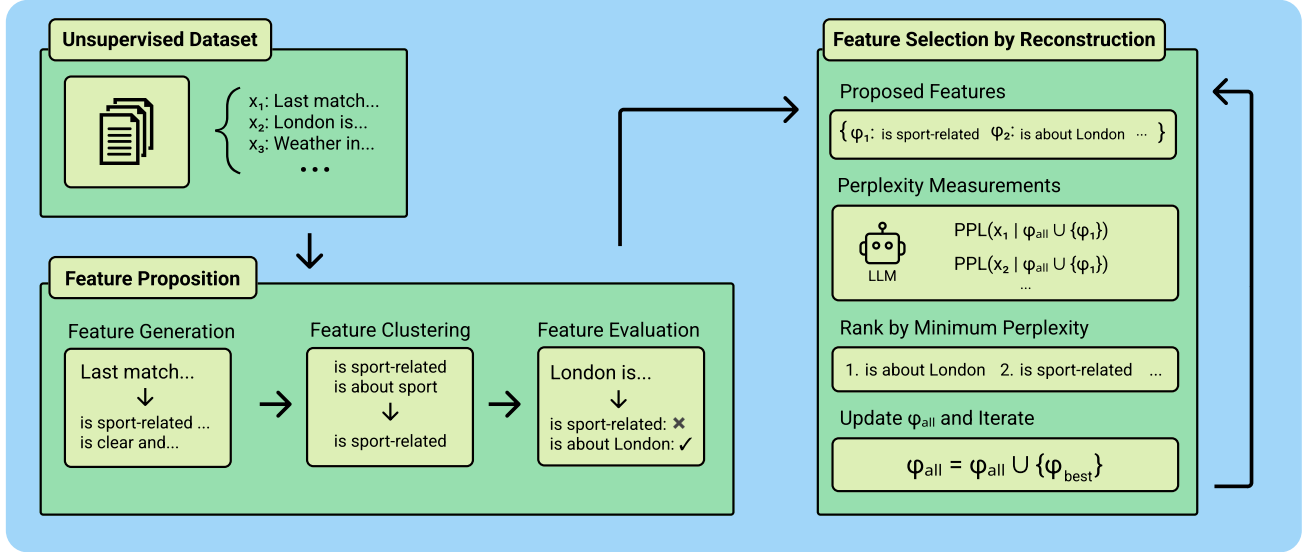 Unsupervised Dataset
x₁: Last match...
x₂: London is...
x₃: Weather in...
...
Feature Proposition
Feature Generation
Last match...
is sport-related ...
is clear and...
Feature Clustering
is sport-related
is about sport
is sport-related
Feature Evaluation
London is...
is sport-related: ✖
is about London: ✓
Feature Selection by Reconstruction
Proposed Features
{ φ₁: is sport-related φ₂: is about London ... }
Perplexity Measurements
LLM
PPL(x₁ | φall ∪ {φ₁})
PPL(x₂ | φall ∪ {φ₁})
...
Rank by Minimum Perplexity
1. is about London 2. is sport-related ...
Update φall and Iterate
φall = φall ∪ {φbest}